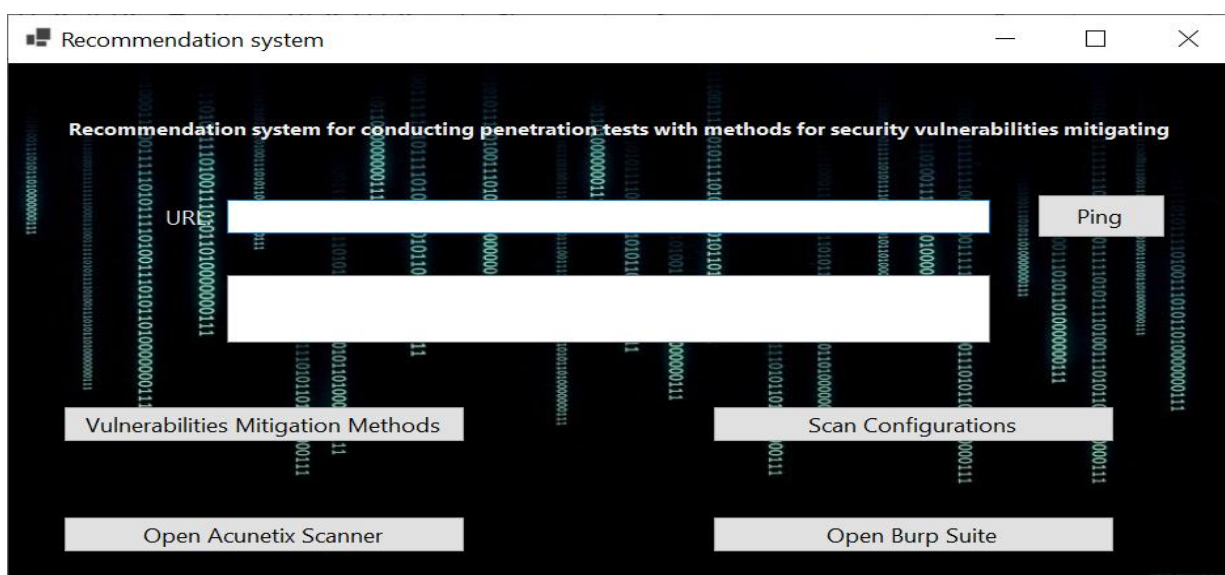 Recommendation system
Recommendation system for conducting penetration tests with methods for security vulnerabilities mitigating
URL:
Ping
Vulnerabilities Mitigation Methods
Scan Configurations
Open Acunetix Scanner
Open Burp Suite